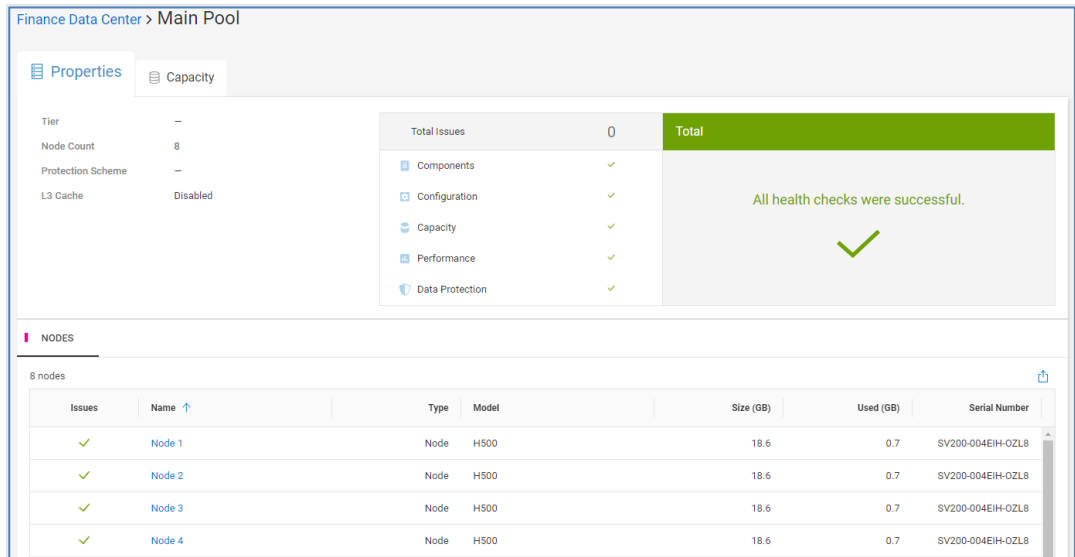 Finance Data Center > Main Pool
Properties
Capacity
Tier —
Node Count 8
Protection Scheme —
L3 Cache Disabled
Total Issues 0
Components
Configuration
Capacity
Performance
Data Protection
Total
All health checks were successful.
NODES
8 nodes
Issues Name Type Model Size (GB) Used (GB) Serial Number
Node 1 Node H500 18.6 0.7 SV200-004EIH-OZL8
Node 2 Node H500 18.6 0.7 SV200-004EIH-OZL8
Node 3 Node H500 18.6 0.7 SV200-004EIH-OZL8
Node 4 Node H500 18.6 0.7 SV200-004EIH-OZL8